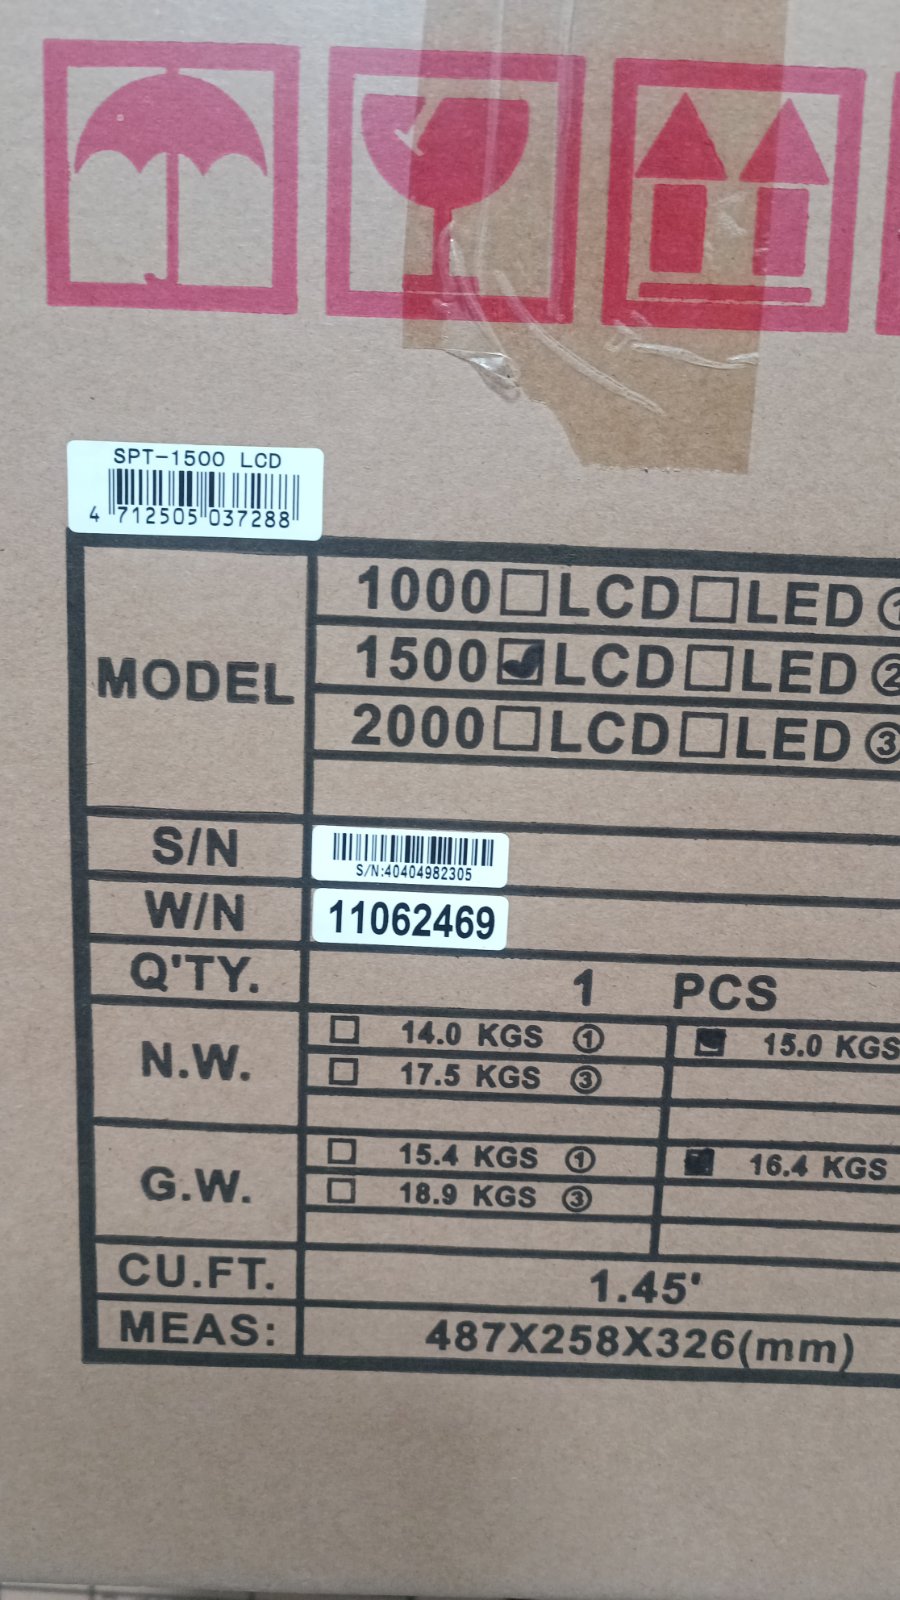 SPT-1500 LCD
4 712505 037288
MODEL
1000□LCD□LED ①
1500☑LCD□LED ②
2000□LCD□LED ③
S/N
S/N:40404982305
W/N
11062469
Q'TY.
1 PCS
N.W.
□ 14.0 KGS ① ■ 15.0 KGS
□ 17.5 KGS ③
G.W.
□ 15.4 KGS ① ■ 16.4 KGS
□ 18.9 KGS ③
CU.FT.
1.45'
MEAS:
487X258X326(mm)